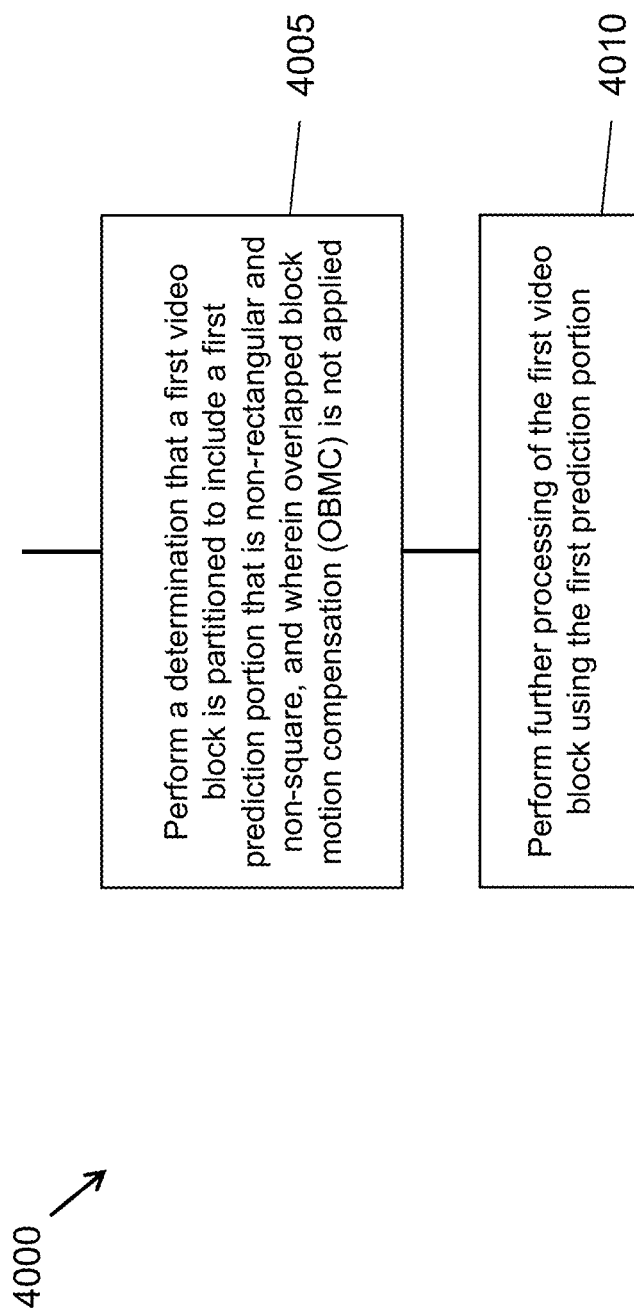 4000
Perform a determination that a first video
block is partitioned to include a first
prediction portion that is non-rectangular and
non-square, and wherein overlapped block
motion compensation (OBMC) is not applied
4005
Perform further processing of the first video
block using the first prediction portion
4010